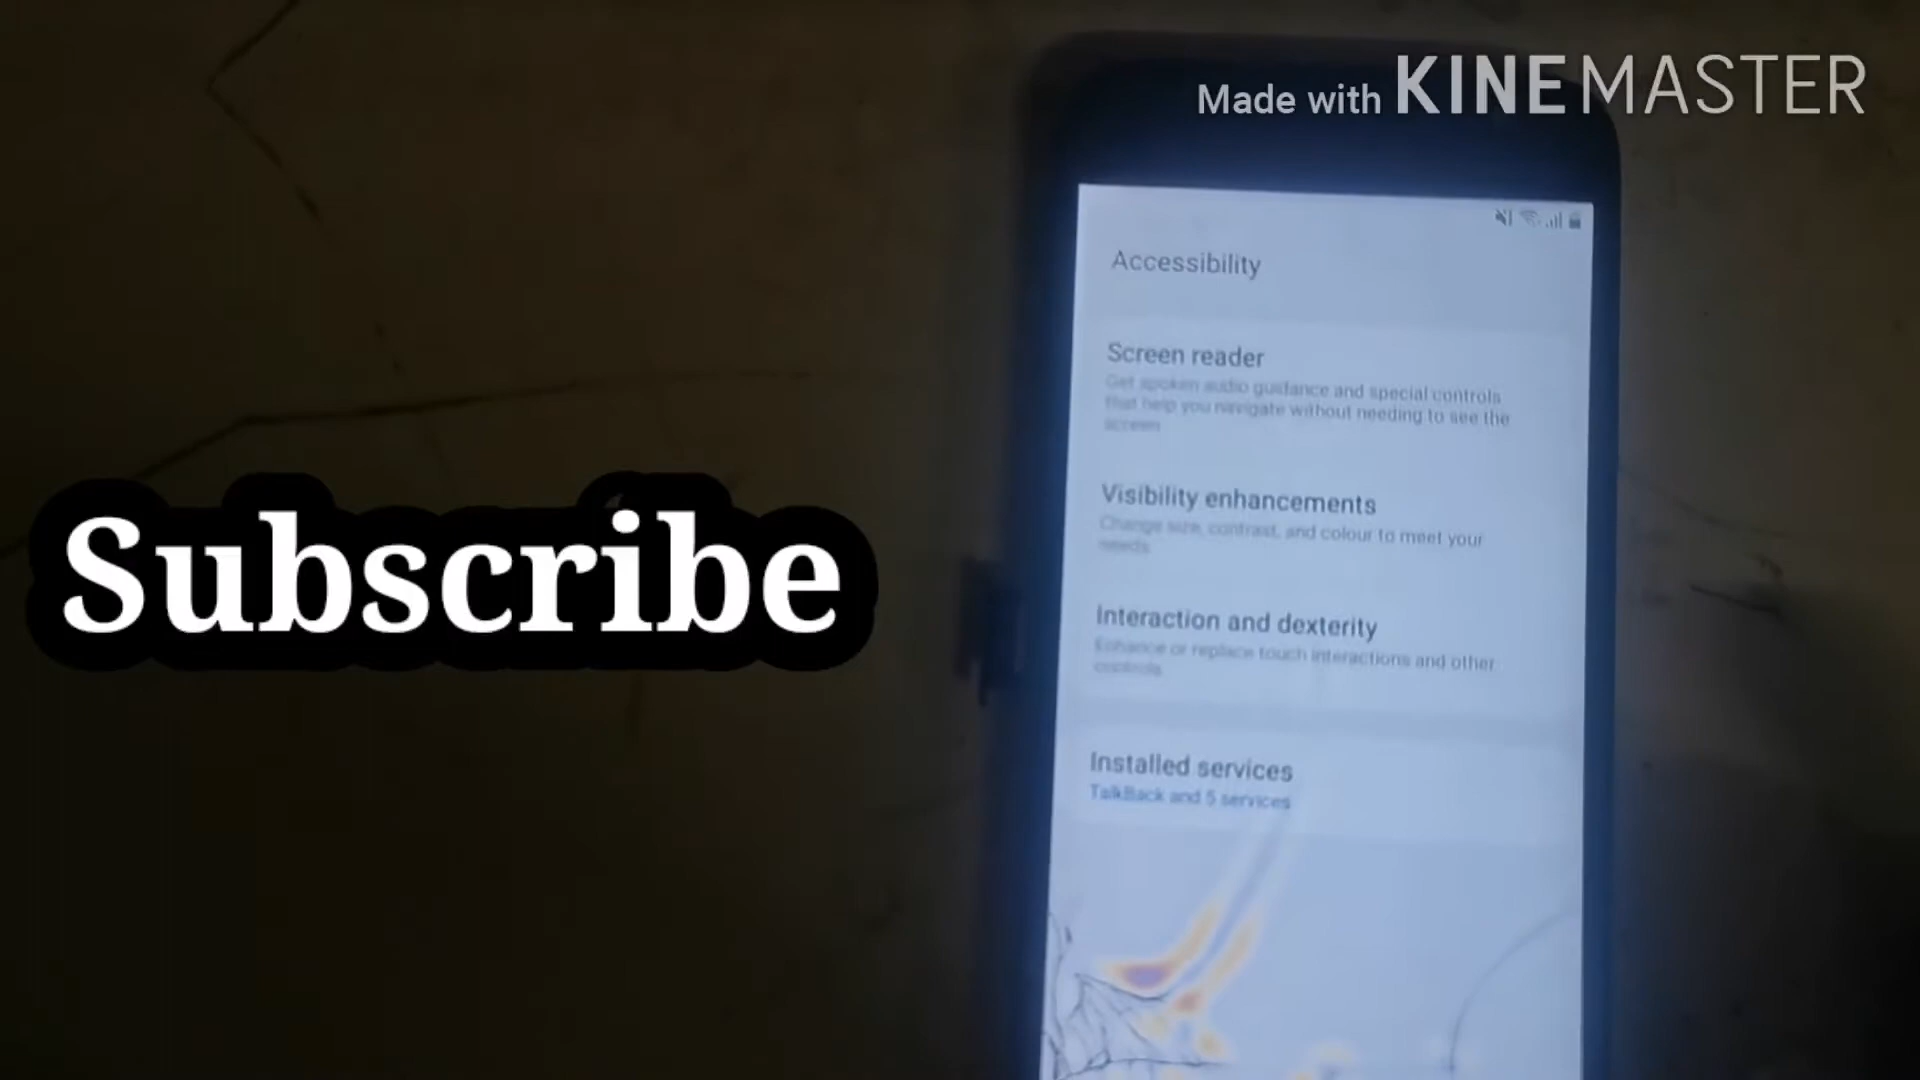 Made with KINEMASTER
Accessibility
Screen reader
Get spoken audio guidance and special controls
that help you navigate without needing to see the
screen
Visibility enhancements
Change size, contrast, and colour to meet your
needs
Subscribe
Interaction and dexterity
Enhance or replace touch interactions and other
controls
Installed services
TalkBack and 5 services